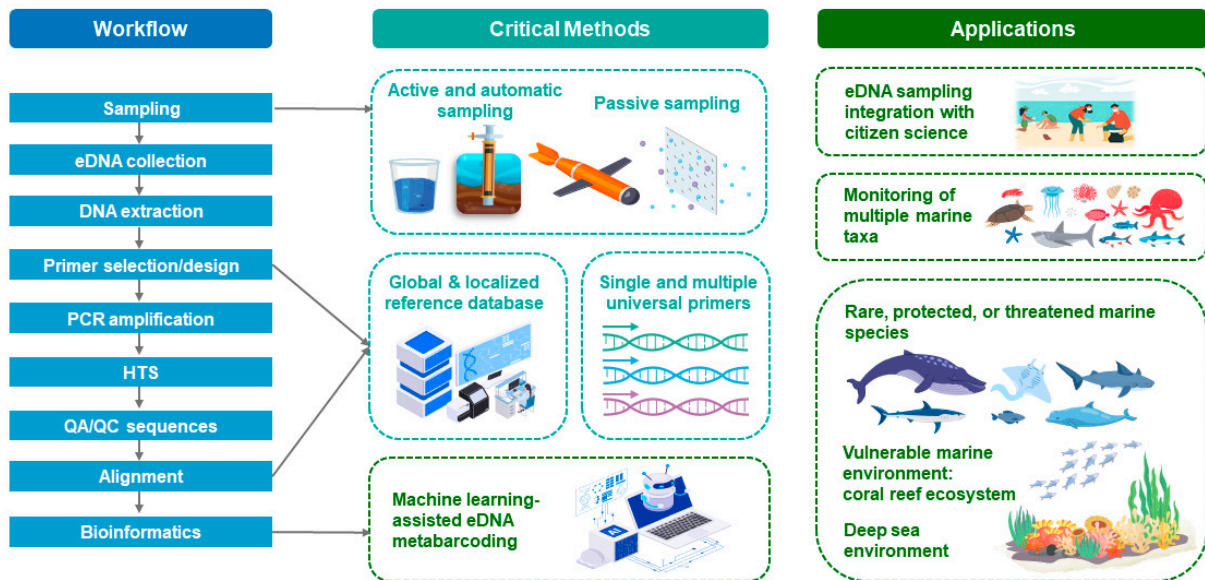 Workflow
Sampling
eDNA collection
DNA extraction
Primer selection/design
PCR amplification
HTS
QA/QC sequences
Alignment
Bioinformatics
Critical Methods
Active and automatic
sampling
Passive sampling
Global & localized
reference database
Single and multiple
universal primers
Machine learning-
assisted eDNA
metabarcoding
AI
Applications
eDNA sampling
integration with
citizen science
Monitoring of
multiple marine
taxa
Rare, protected, or threatened marine
species
Vulnerable marine
environment:
coral reef ecosystem
Deep sea
environment